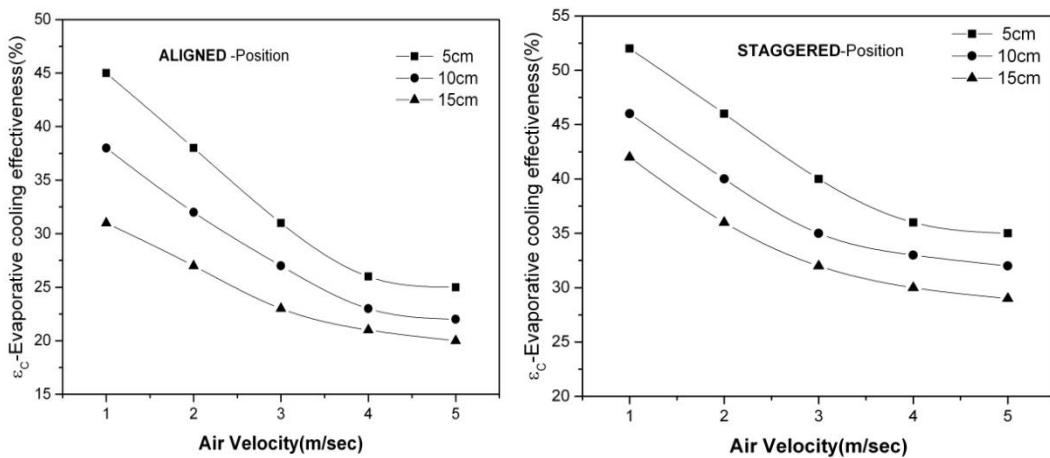 ALIGNED -Position
5cm
10cm
15cm
50
45
40
35
30
25
20
15
1 2 3 4 5
Air Velocity(m/sec)
εC-Evaporative cooling effectiveness(%)
STAGGERED-Position
5cm
10cm
15cm
55
50
45
40
35
30
25
20
1 2 3 4 5
Air Velocity(m/sec)
εC-Evaporative cooling effectiveness(%)